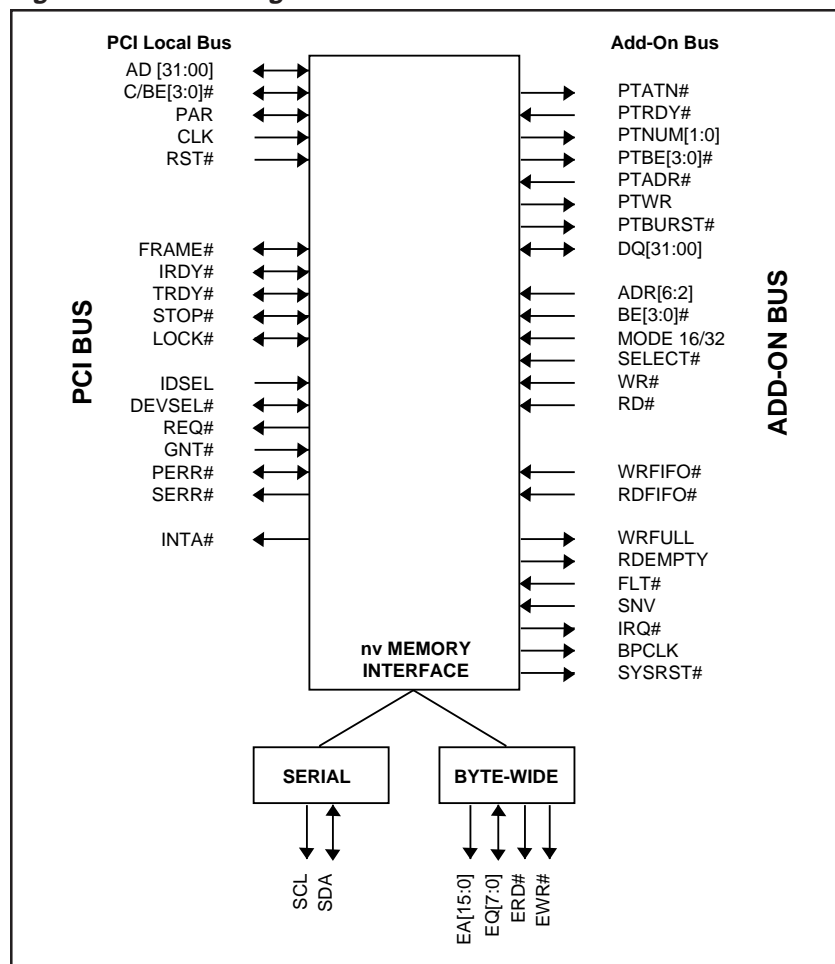 PCI Local Bus
AD [31:00]
C/BE[3:0]#
PAR
CLK
RST#
FRAME#
IRDY#
TRDY#
STOP#
LOCK#
IDSEL
DEVSEL#
REQ#
GNT#
PERR#
SERR#
INTA#
PCI BUS
Add-On Bus
PTATN#
PTRDY#
PTNUM[1:0]
PTBE[3:0]#
PTADR#
PTWR
PTBURST#
DQ[31:00]
ADR[6:2]
BE[3:0]#
MODE 16/32
SELECT#
WR#
RD#
WRFIFO#
RDFIFO#
WRFULL
RDEMPTY
FLT#
SNV
IRQ#
BPCLK
SYSRST#
ADD-ON BUS
nv MEMORY
INTERFACE
SERIAL
BYTE-WIDE
SCL
SDA
EA[15:0]
EQ[7:0]
ERD#
EWR#